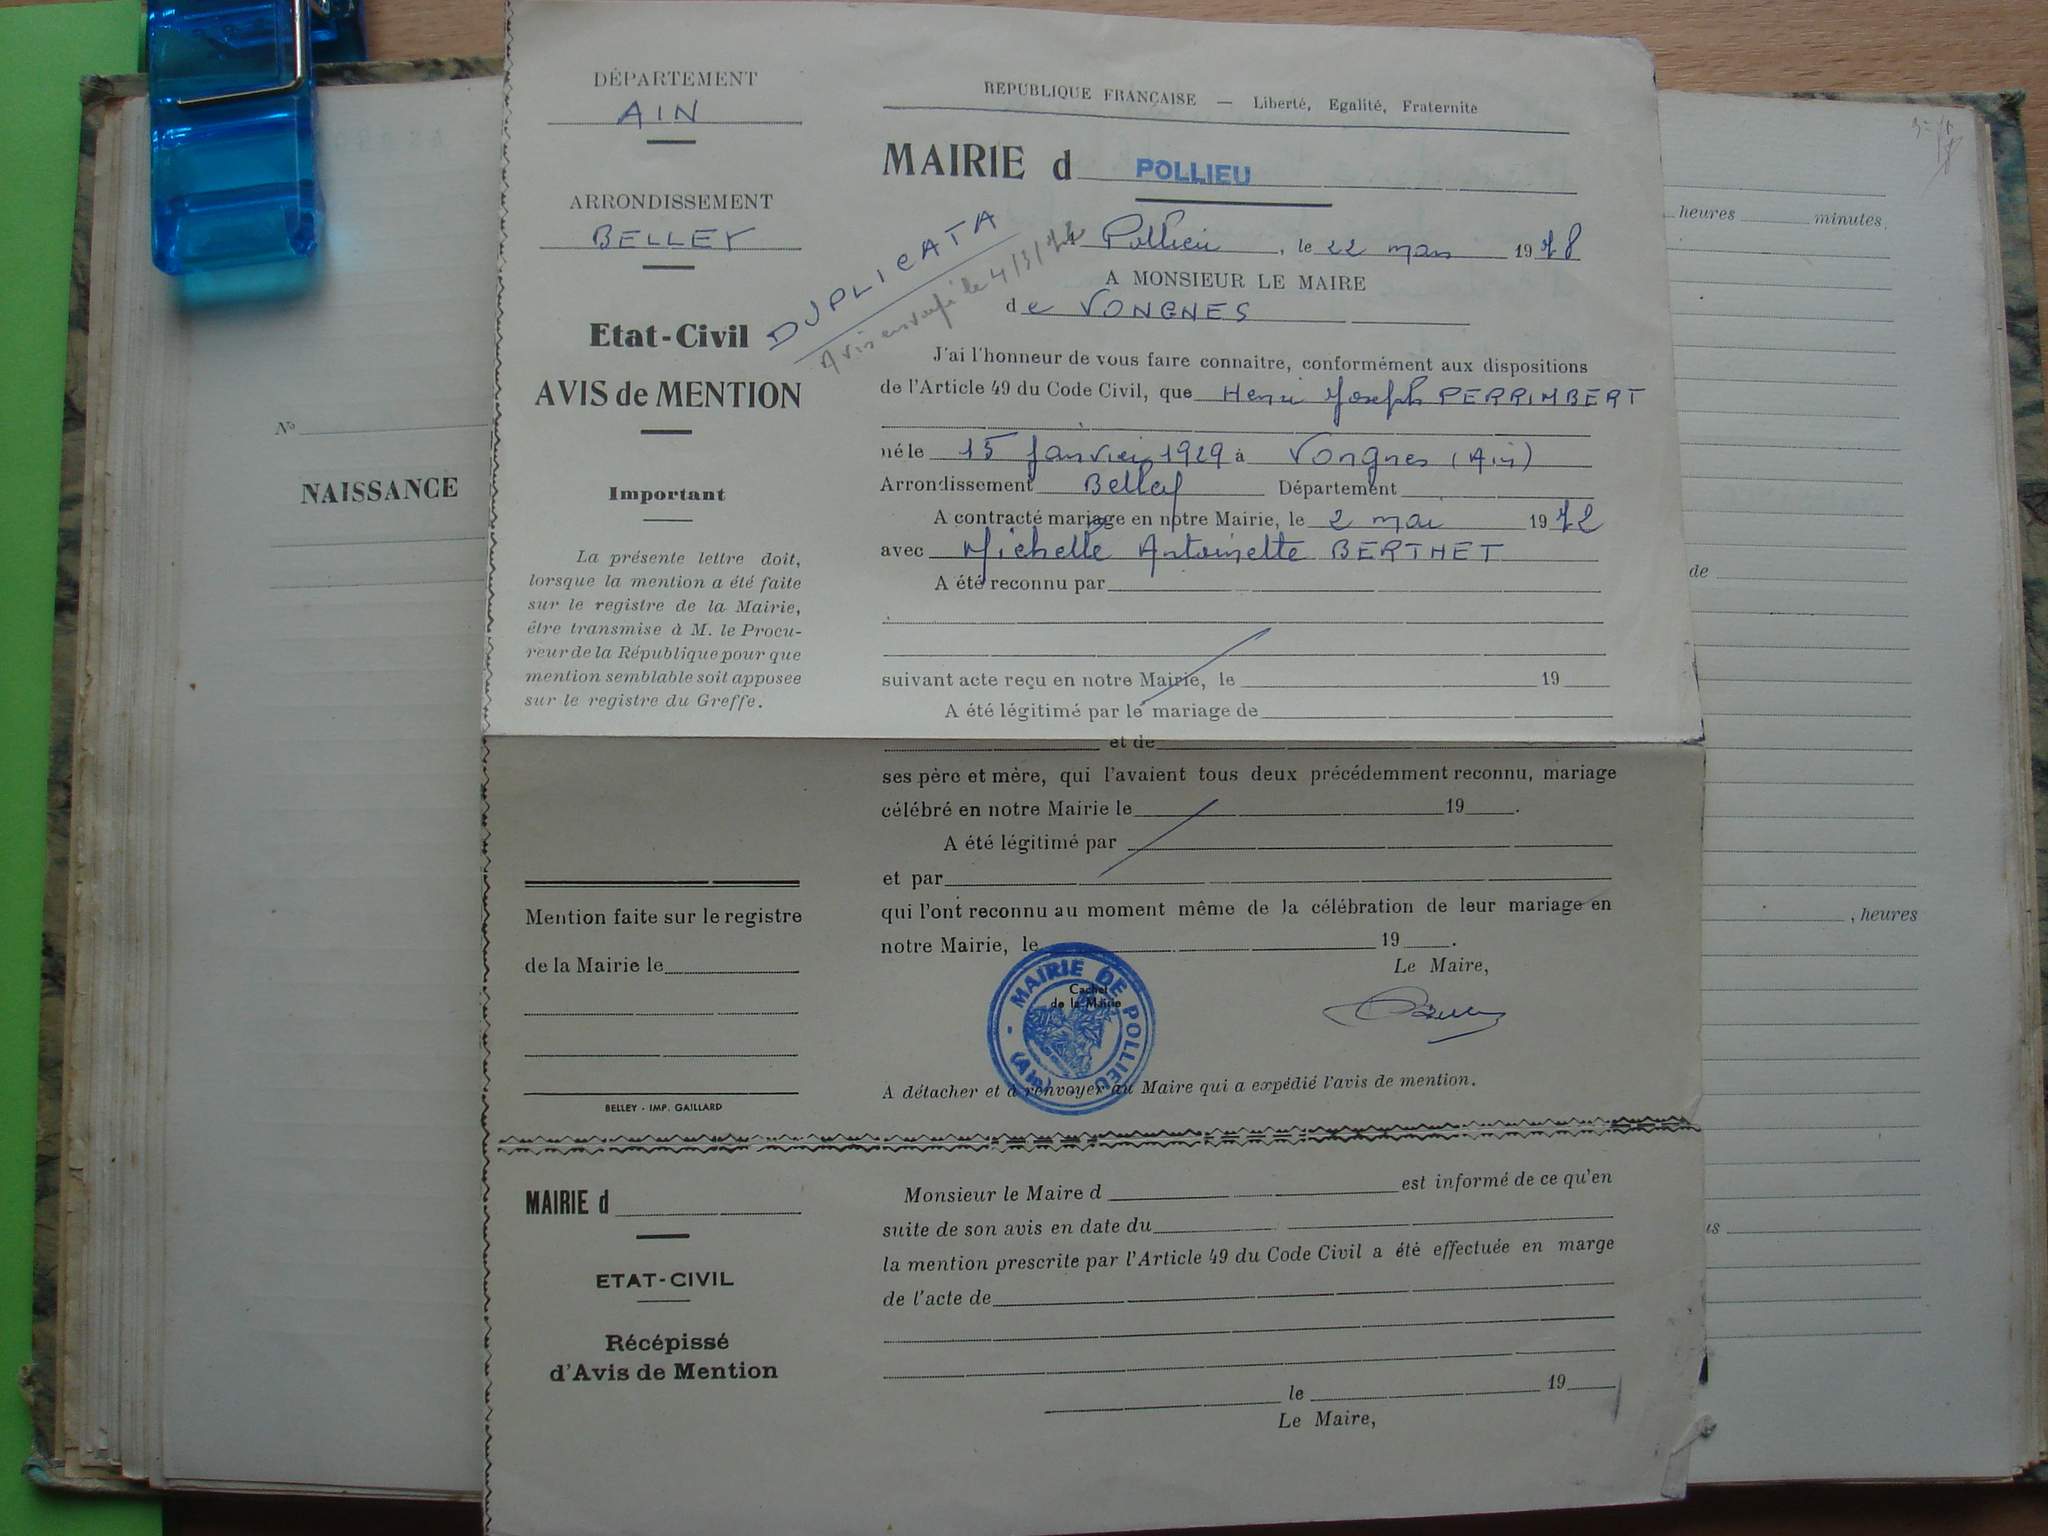 DÉPARTEMENT
AIN
ARRONDISSEMENT
BELLEY
Etat-Civil
AVIS de MENTION
Important
La présente lettre doit,
lorsque la mention a été faite
sur le registre de la Mairie,
être transmise à M. le Procu-
reur de la République pour que
mention semblable soit apposée
sur le registre du Greffe.
REPUBLIQUE FRANÇAISE — Liberté, Egalité, Fraternite
MAIRIE d POLLIEU
DUPLICATA
Avis envoyé le 4/3/72
Pollieu, le 22 mars 1978
A MONSIEUR LE MAIRE
de VONGNES
J'ai l'honneur de vous faire connaitre, conformément aux dispositions
de l'Article 49 du Code Civil, que Henri Joseph PERRIMBERT
né le 15 Janvier 1929 à Vongnes (Ain)
Arrondissement Belley Département
A contracté mariage en notre Mairie, le 2 mai 1972
avec Michelle Antoinette BERTHET
A été reconnu par
suivant acte reçu en notre Mairie, le 19
A été légitimé par le mariage de
et de
ses père et mère, qui l'avaient tous deux précédemment reconnu, mariage
célébré en notre Mairie le 19 .
A été légitimé par
et par
qui l'ont reconnu au moment même de la célébration de leur mariage en
notre Mairie, le 19 .
Le Maire,
Cachet
de la Mairie
MAIRIE DE POLLIEU
(Ain)
Mention faite sur le registre
de la Mairie le
BELLEY - IMP. GAILLARD
A détacher et à renvoyer au Maire qui a expédié l'avis de mention.
MAIRIE d
ETAT-CIVIL
Récépissé
d'Avis de Mention
Monsieur le Maire d est informé de ce qu'en
suite de son avis en date du
la mention prescrite par l'Article 49 du Code Civil a été effectuée en marge
de l'acte de
le 19
Le Maire,
No
NAISSANCE
heures minutes.
de
, heures